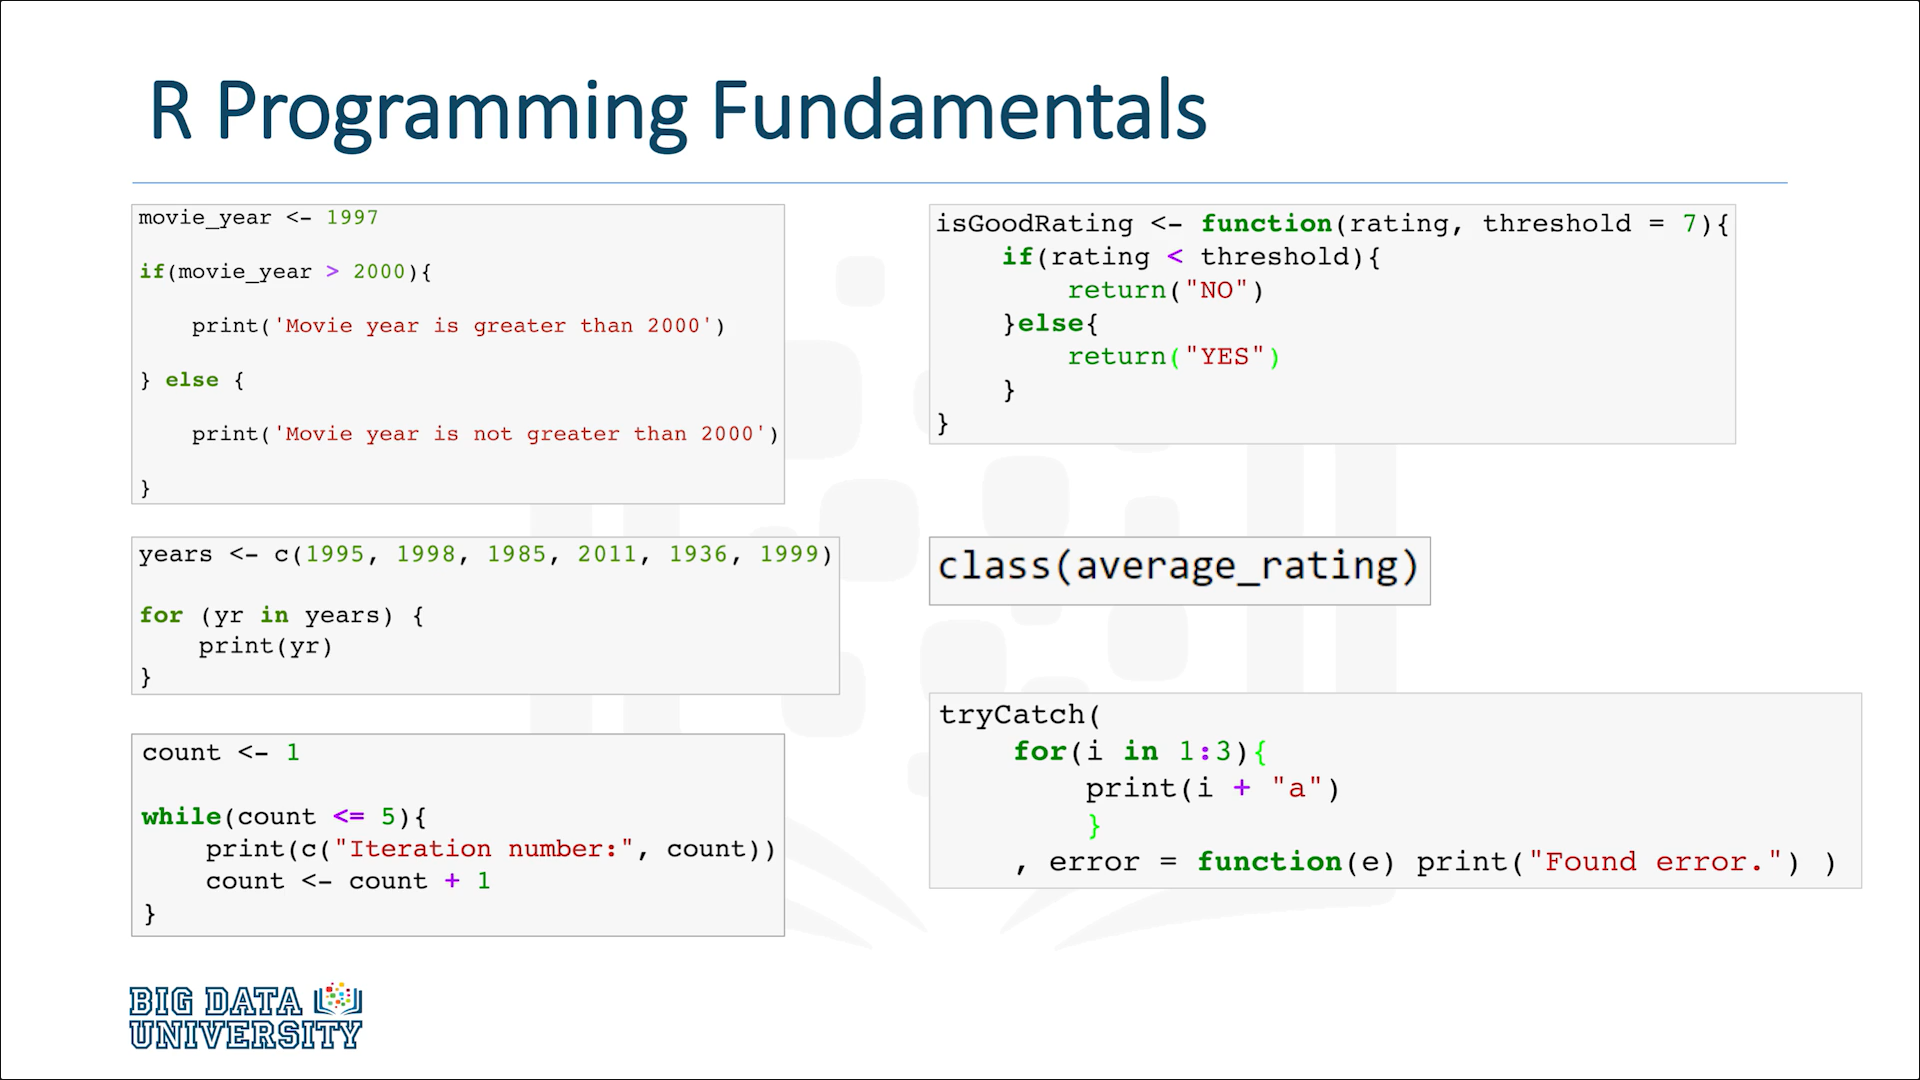 R Programming Fundamentals
movie_year <- 1997
if(movie_year > 2000){
    print('Movie year is greater than 2000')
} else {
    print('Movie year is not greater than 2000')
}
years <- c(1995, 1998, 1985, 2011, 1936, 1999)
for (yr in years) {
    print(yr)
}
count <- 1
while(count <= 5){
    print(c("Iteration number:", count))
    count <- count + 1
}
isGoodRating <- function(rating, threshold = 7){
    if(rating < threshold){
        return("NO")
    }else{
        return("YES")
    }
}
class(average_rating)
tryCatch(
    for(i in 1:3){
        print(i + "a")
        }
    , error = function(e) print("Found error.") )
BIG DATA
UNIVERSITY